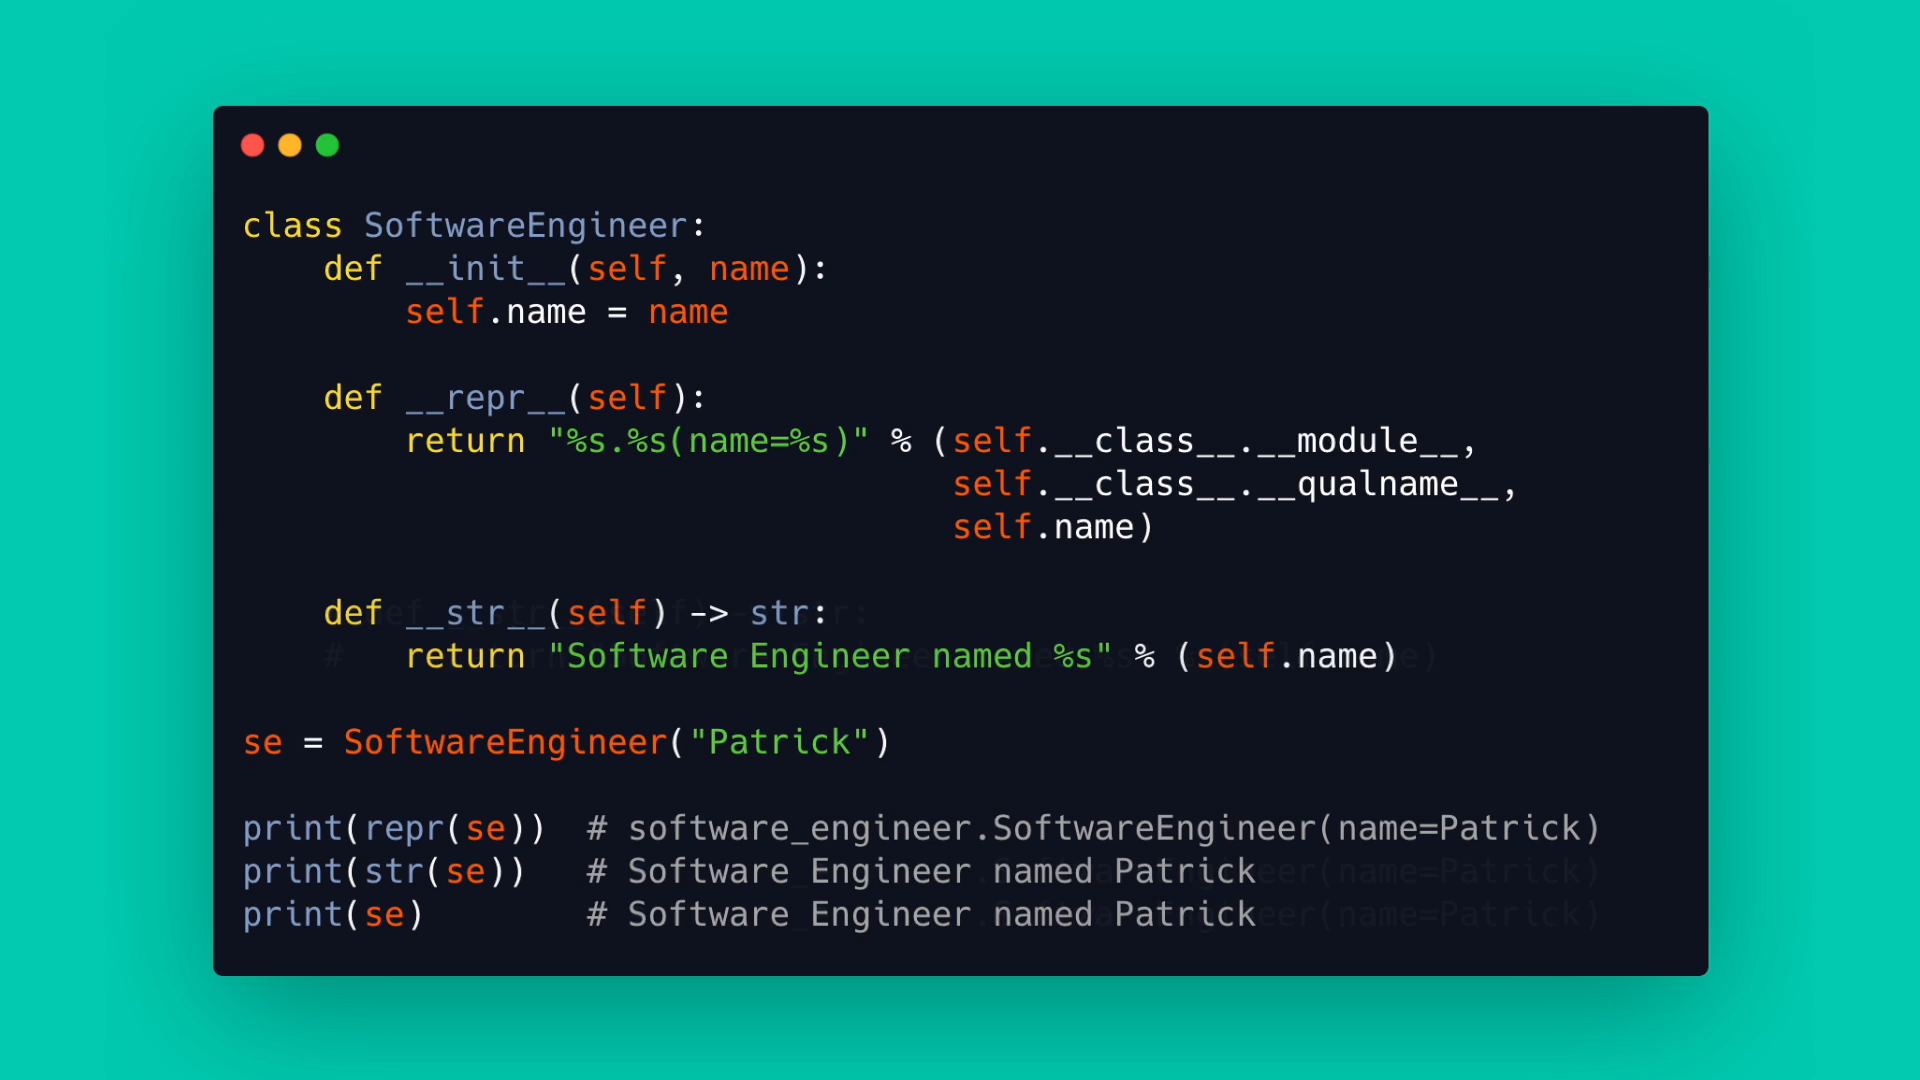 class SoftwareEngineer:
    def __init__(self, name):
        self.name = name

    def __repr__(self):
        return "%s.%s(name=%s)" % (self.__class__.__module__,
                                   self.__class__.__qualname__,
                                   self.name)

    def __str__(self) -> str:
        return "Software Engineer named %s" % (self.name)

se = SoftwareEngineer("Patrick")

print(repr(se))  # software_engineer.SoftwareEngineer(name=Patrick)
print(str(se))   # Software Engineer named Patrick
print(se)        # Software Engineer named Patrick